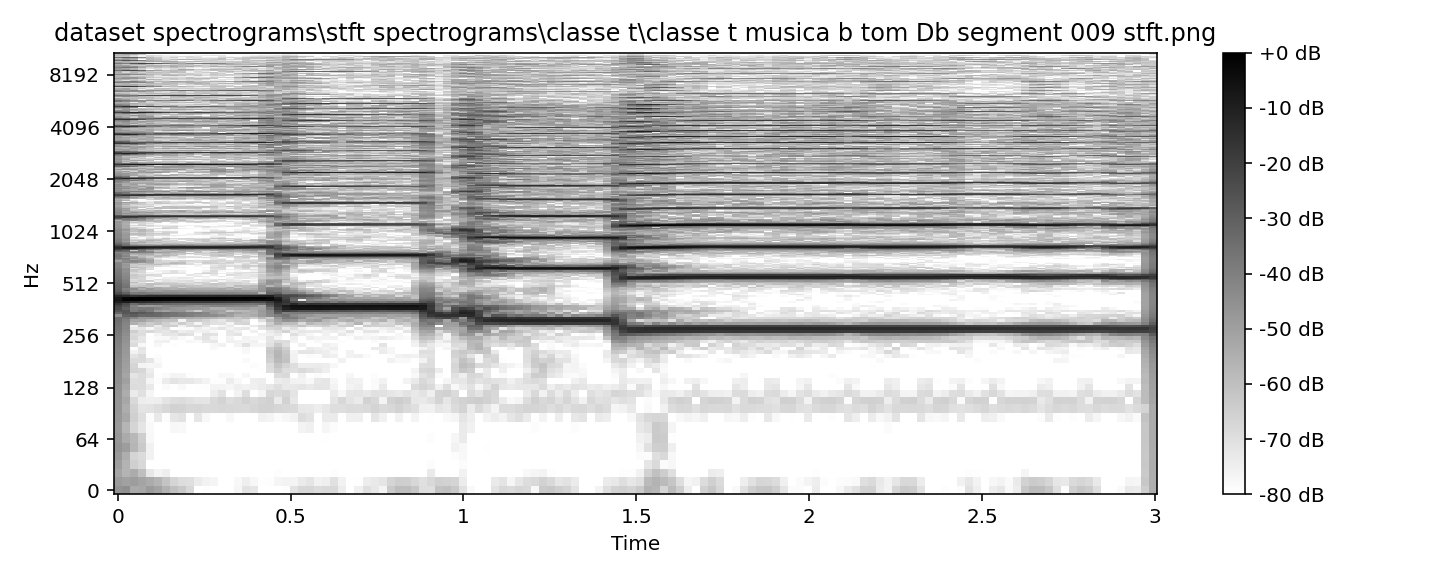 dataset spectrograms\stft spectrograms\classe t\classe t musica b tom Db segment 009 stft.png
8192
4096
2048
1024
512
256
128
64
0
Hz
0
0.5
1
1.5
2
2.5
3
Time
+0 dB
-10 dB
-20 dB
-30 dB
-40 dB
-50 dB
-60 dB
-70 dB
-80 dB